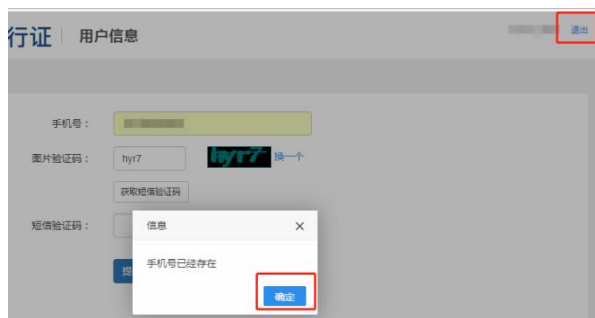 行证 用户信息 退出
手机号：
图片验证码： hyr7 hyr7 换一个
获取短信验证码
短信验证码： 信息
手机号已经存在
提
确定